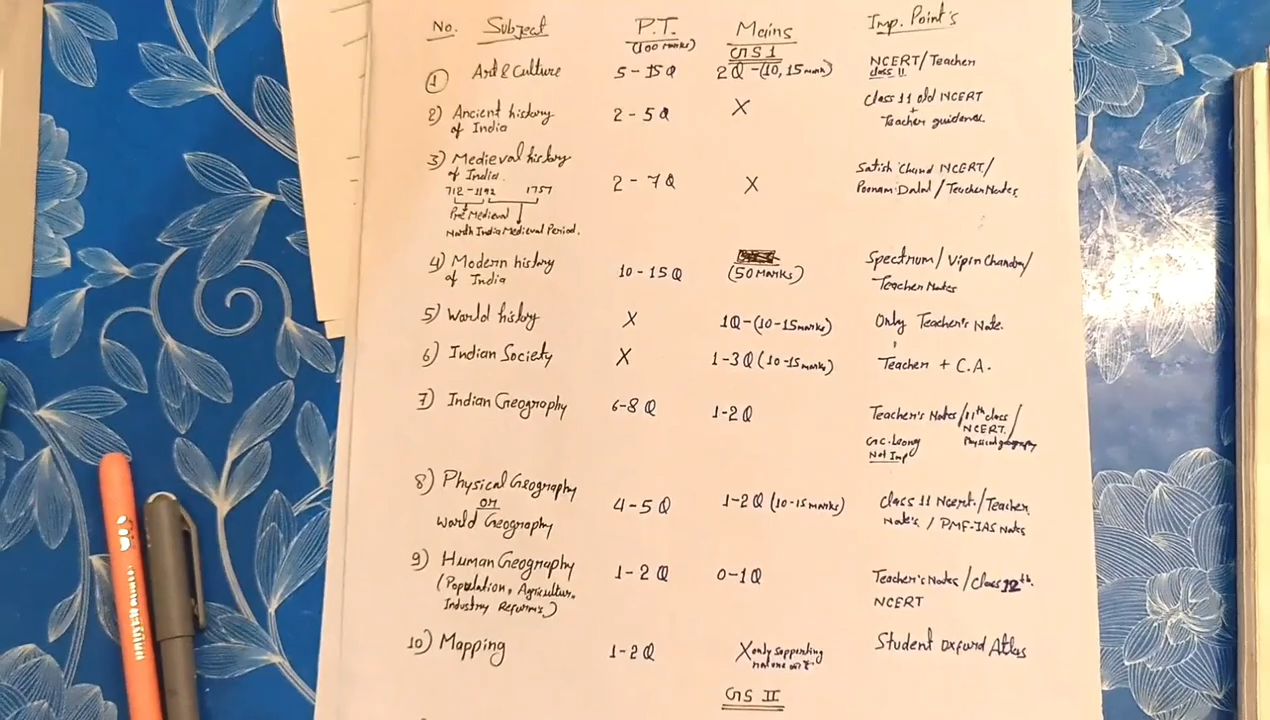 No. Subject P.T. Mains Imp. Point's
(100 marks) GS 1
1 Art & Culture 5 - 15 Q 2 Q - (10, 15 mark) NCERT / Teacher
class 11
2) Ancient history X Class 11 old NCERT
of India 2 - 5 Q + Teacher guidence
3) Medieval history
of India. 2 - 7 Q X Satish Chand NCERT /
712 - 1192 1757 Poonam Dalal / Teacher Notes
Pre Medieval
North India Medieval Period.
4) Modern history 10 - 15 Q (50 marks) Spectrum / Vipin Chandra /
of India Teacher Notes
5) World history X 1 Q - (10 - 15 marks) Only Teacher's Note.
6) Indian Society X 1 - 3 Q (10 - 15 marks) Teacher + C.A.
7) Indian Geography 6 - 8 Q 1 - 2 Q Teacher's Notes / 11th class /
NCERT.
G.C. Leong Physical geography
Not Imp
8) Physical Geography 4 - 5 Q 1 - 2 Q (10 - 15 marks) Class 11 Ncert. / Teacher
or Note's / PMF-IAS Notes
World Geography
9) Human Geography 1 - 2 Q 0 - 1 Q Teacher's Notes / Class 12th.
(Population, Agriculture, NCERT
Industry Reforms)
10) Mapping 1 - 2 Q X only supporting Student Oxford Atlas
GS II